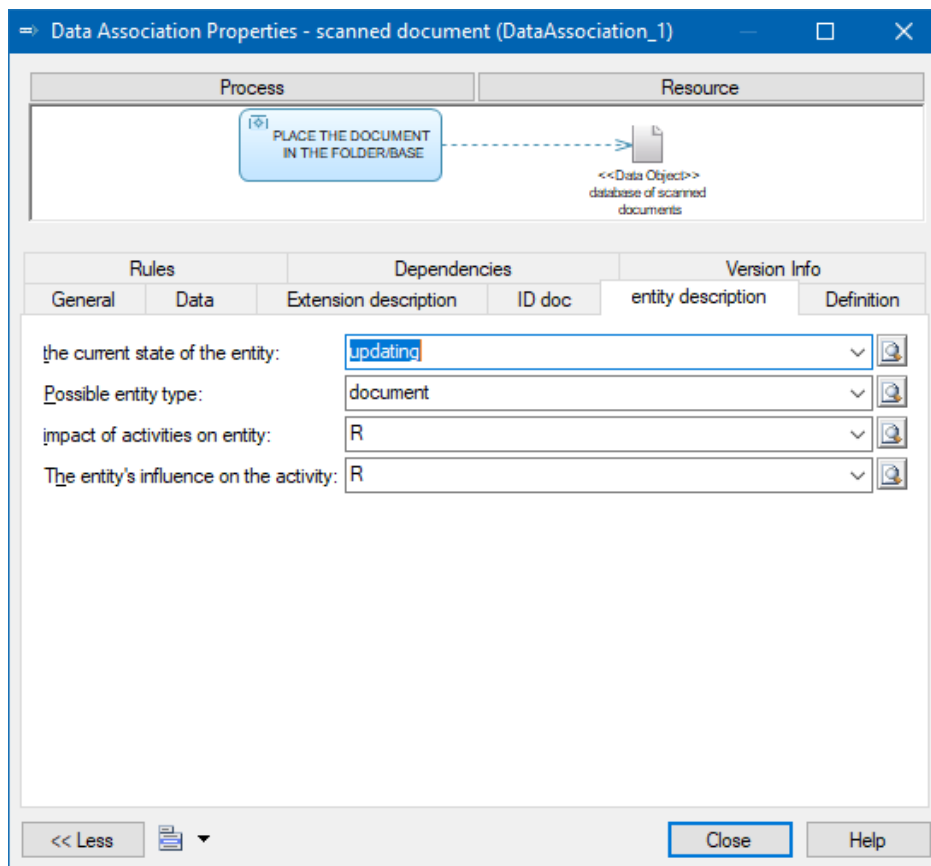 Data Association Properties - scanned document (DataAssociation_1)
Process Resource
PLACE THE DOCUMENT
IN THE FOLDER/BASE
<<Data Object>>
database of scanned
documents
Rules Dependencies Version Info
General Data Extension description ID doc entity description Definition
the current state of the entity: updating
Possible entity type: document
impact of activities on entity: R
The entity's influence on the activity: R
<< Less Close Help